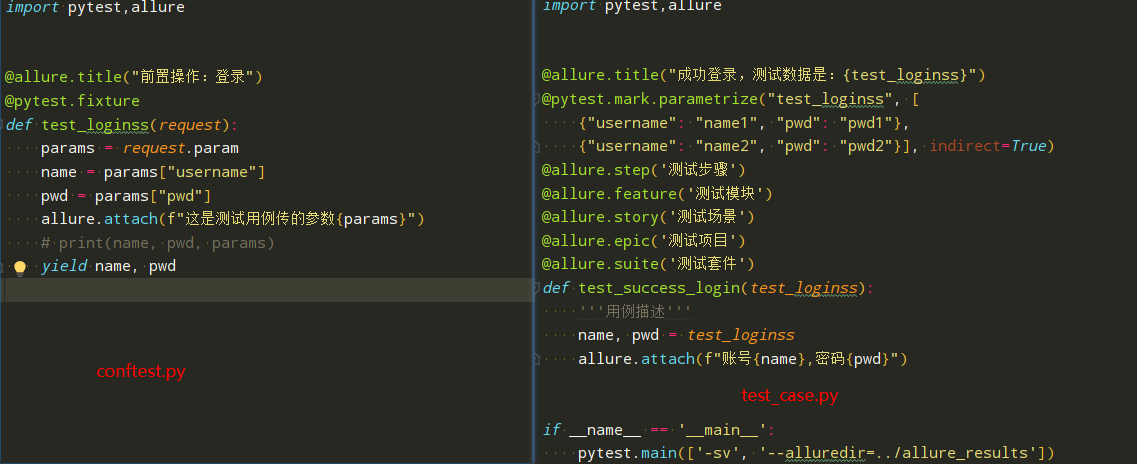 import pytest,allure
@allure.title("前置操作：登录")
@pytest.fixture
def test_loginss(request):
    params = request.param
    name = params["username"]
    pwd = params["pwd"]
    allure.attach(f"这是测试用例传的参数{params}")
    # print(name, pwd, params)
    yield name, pwd
conftest.py
import pytest,allure
@allure.title("成功登录，测试数据是：{test_loginss}")
@pytest.mark.parametrize("test_loginss", [
    {"username": "name1", "pwd": "pwd1"},
    {"username": "name2", "pwd": "pwd2"}], indirect=True)
@allure.step('测试步骤')
@allure.feature('测试模块')
@allure.story('测试场景')
@allure.epic('测试项目')
@allure.suite('测试套件')
def test_success_login(test_loginss):
    '''用例描述'''
    name, pwd = test_loginss
    allure.attach(f"账号{name},密码{pwd}")
test_case.py
if __name__ == '__main__':
    pytest.main(['-sv', '--alluredir=../allure_results'])